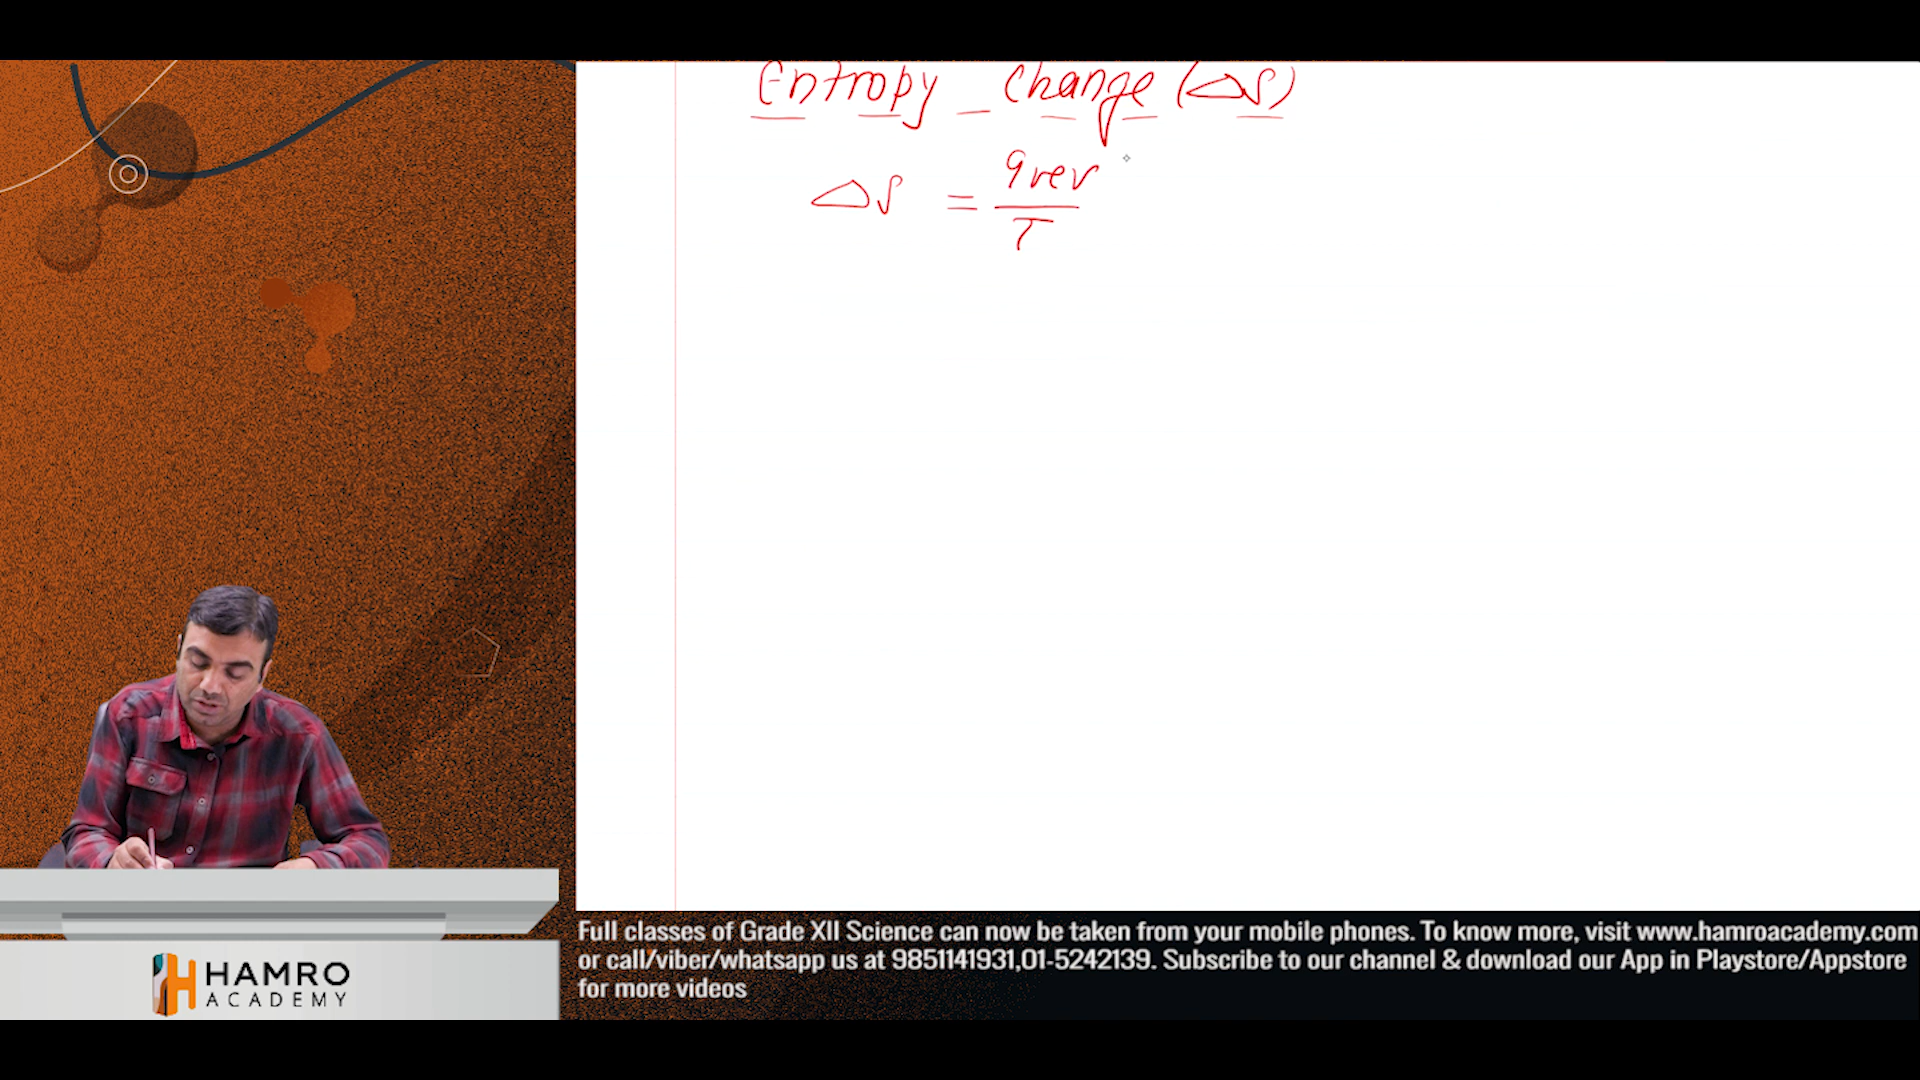 Entropy change (ΔS)
ΔS = qrev / T
Full classes of Grade XII Science can now be taken from your mobile phones. To know more, visit www.hamroacademy.com
or call/viber/whatsapp us at 9851141931,01-5242139. Subscribe to our channel & download our App in Playstore/Appstore
for more videos
HAMRO
ACADEMY